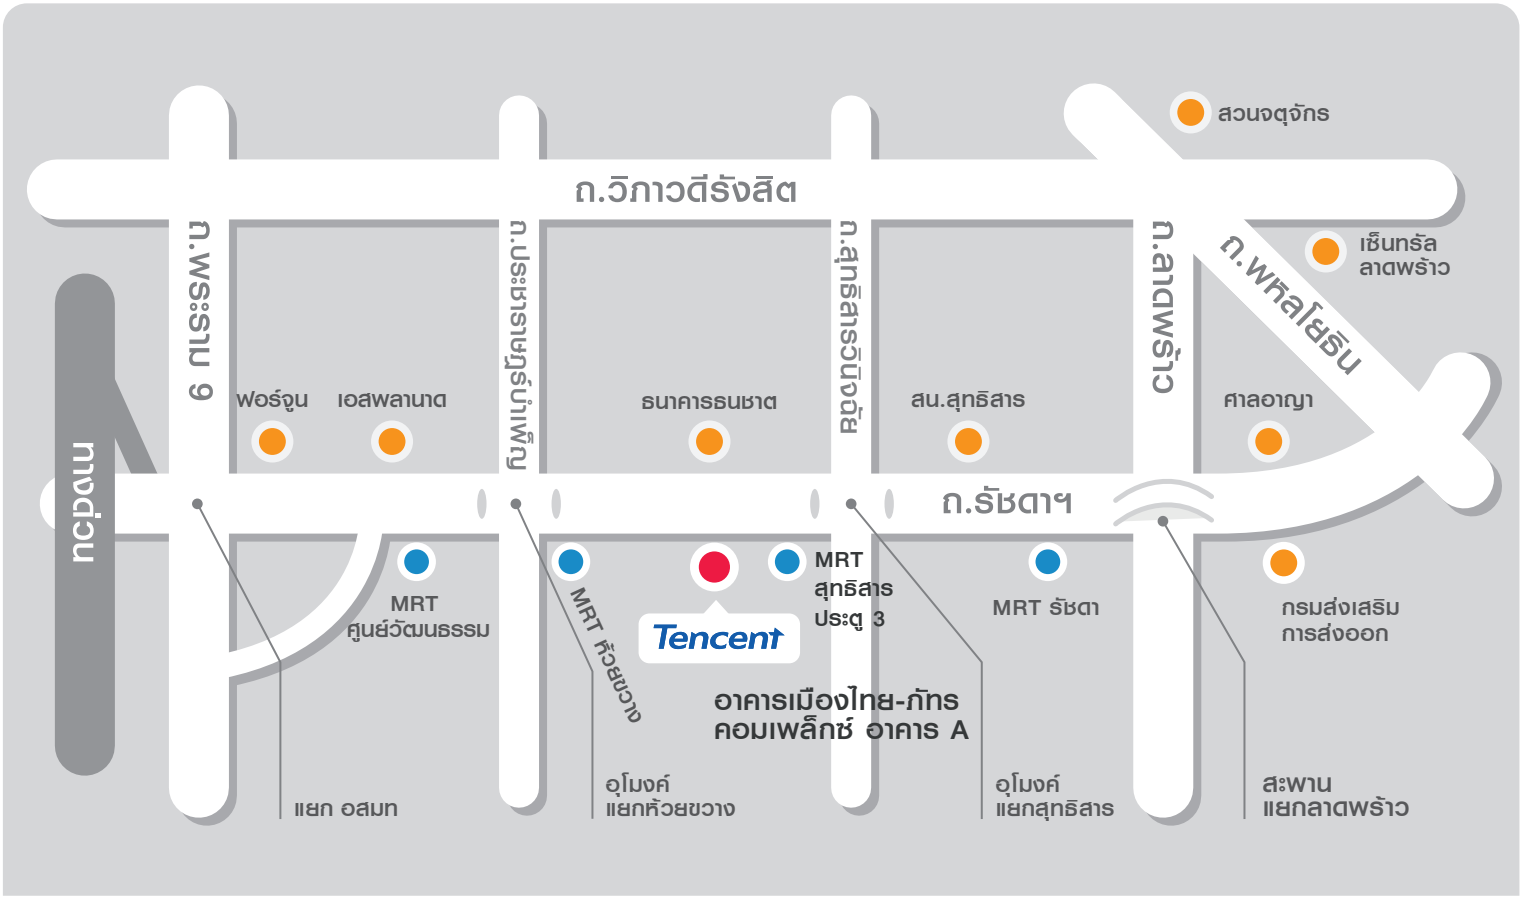 สวนจตุจักร
ถ.วิภาวดีรังสิต
ถ.พระราม 9
ถ.ประชาราษฎร์บำเพ็ญ
ถ.สุทธิสารวินิจฉัย
ถ.ลาดพร้าว
ถ.พหลโยธิน
เซ็นทรัล
ลาดพร้าว
ทางด่วน
ฟอร์จูน
เอสพลานาด
ธนาคารธนชาต
สน.สุทธิสาร
ศาลอาญา
ถ.รัชดาฯ
MRT
ศูนย์วัฒนธรรม
MRT ห้วยขวาง
Tencent
MRT
สุทธิสาร
ประตู 3
MRT รัชดา
กรมส่งเสริม
การส่งออก
อาคารเมืองไทย-ภัทร
คอมเพล็กซ์ อาคาร A
แยก อสมท
อุโมงค์
แยกห้วยขวาง
อุโมงค์
แยกสุทธิสาร
สะพาน
แยกลาดพร้าว